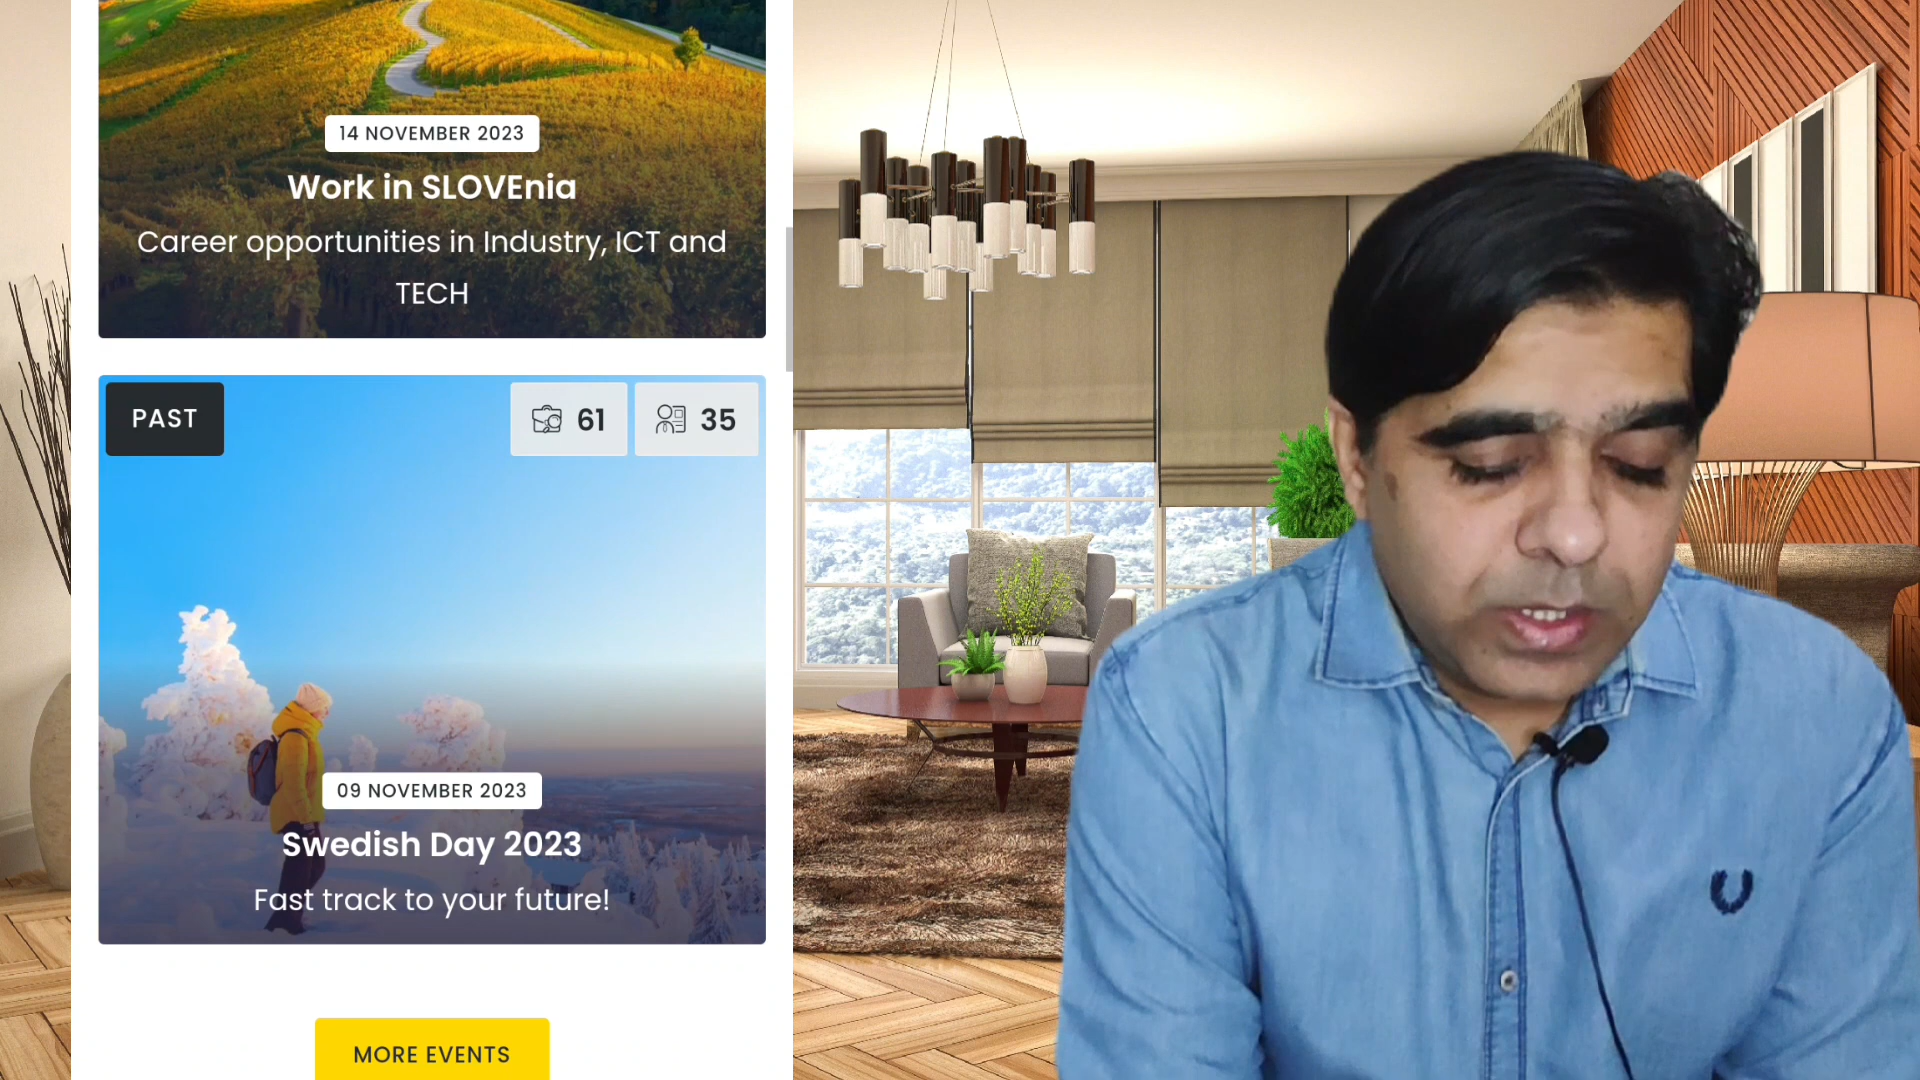 14 NOVEMBER 2023
Work in SLOVEnia
Career opportunities in Industry, ICT and
TECH
PAST
61
35
09 NOVEMBER 2023
Swedish Day 2023
Fast track to your future!
MORE EVENTS